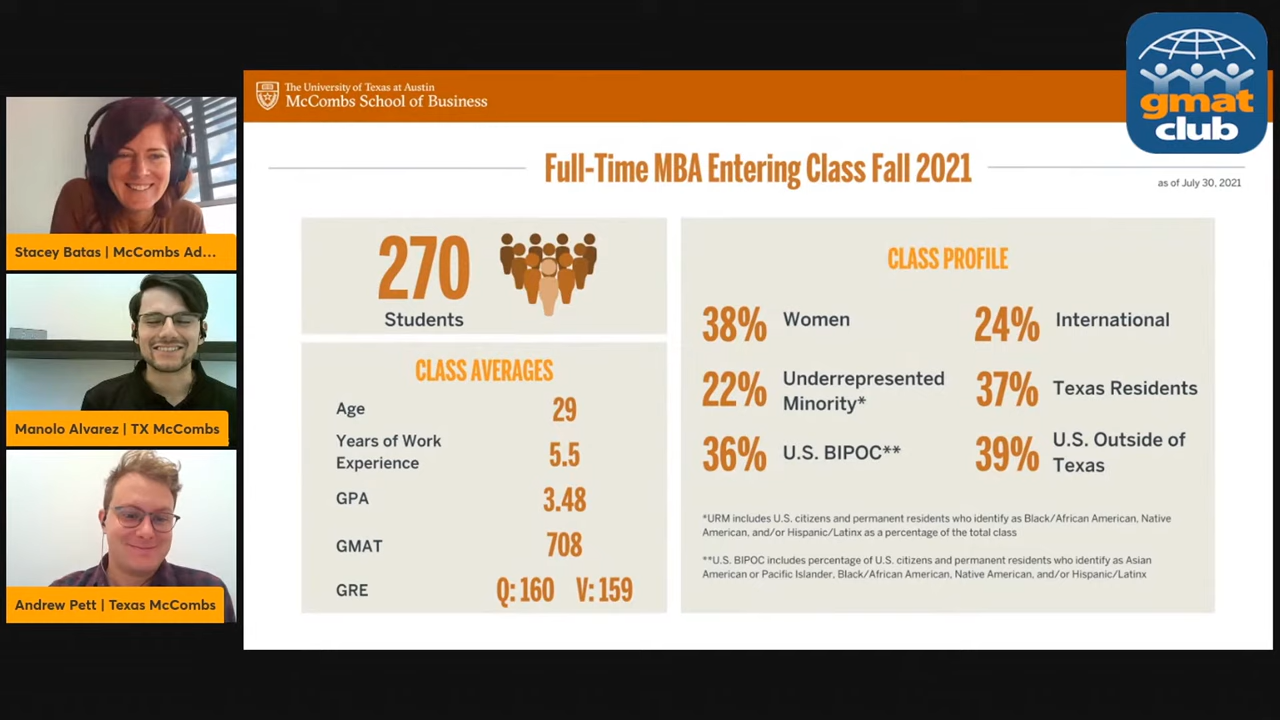 The University of Texas at Austin
McCombs School of Business
gmat
club
Full-Time MBA Entering Class Fall 2021
as of July 30, 2021
Stacey Batas | McCombs Ad...
Manolo Alvarez | TX McCombs
Andrew Pett | Texas McCombs
270
Students
CLASS AVERAGES
Age 29
Years of Work
Experience 5.5
GPA 3.48
GMAT 708
GRE Q: 160 V: 159
CLASS PROFILE
38% Women
24% International
22% Underrepresented
Minority*
37% Texas Residents
36% U.S. BIPOC**
39% U.S. Outside of
Texas
*URM includes U.S. citizens and permanent residents who identify as Black/African American, Native
American, and/or Hispanic/Latinx as a percentage of the total class
**U.S. BIPOC includes percentage of U.S. citizens and permanent residents who identify as Asian
American or Pacific Islander, Black/African American, Native American, and/or Hispanic/Latinx